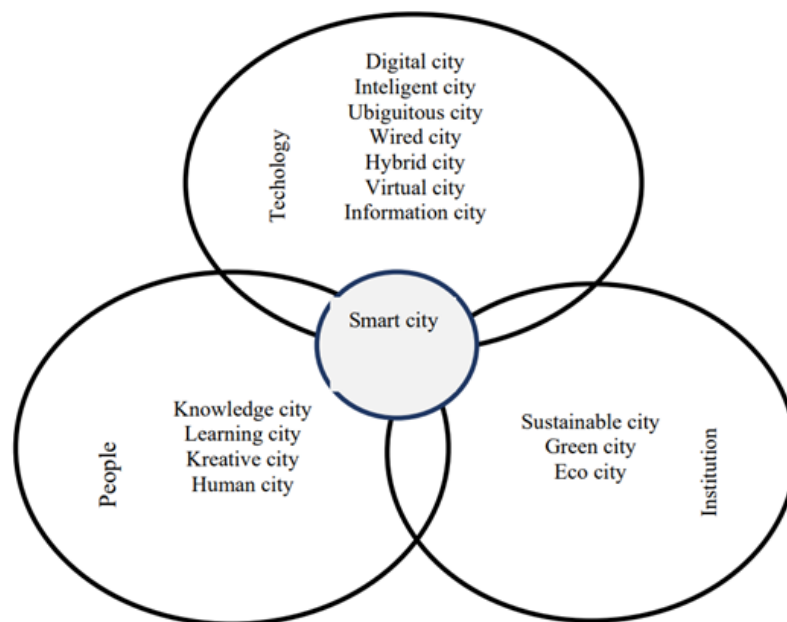 Digital city
Inteligent city
Ubiguitous city
Wired city
Hybrid city
Virtual city
Information city
Techology
Smart city
Knowledge city
Learning city
Kreative city
Human city
People
Sustainable city
Green city
Eco city
Institution